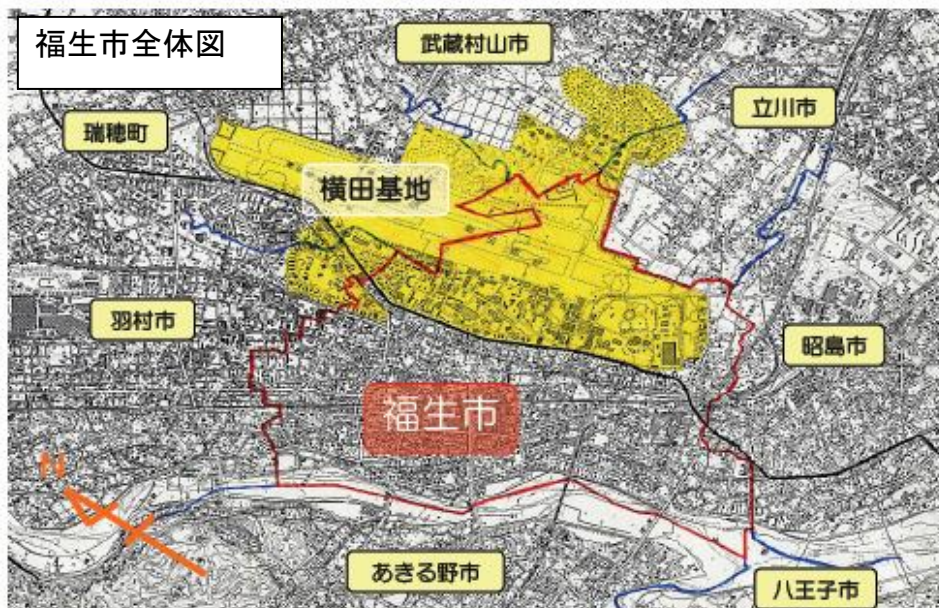 福生市全体図
武蔵村山市
立川市
瑞穂町
横田基地
羽村市
昭島市
福生市
N
あきる野市
八王子市